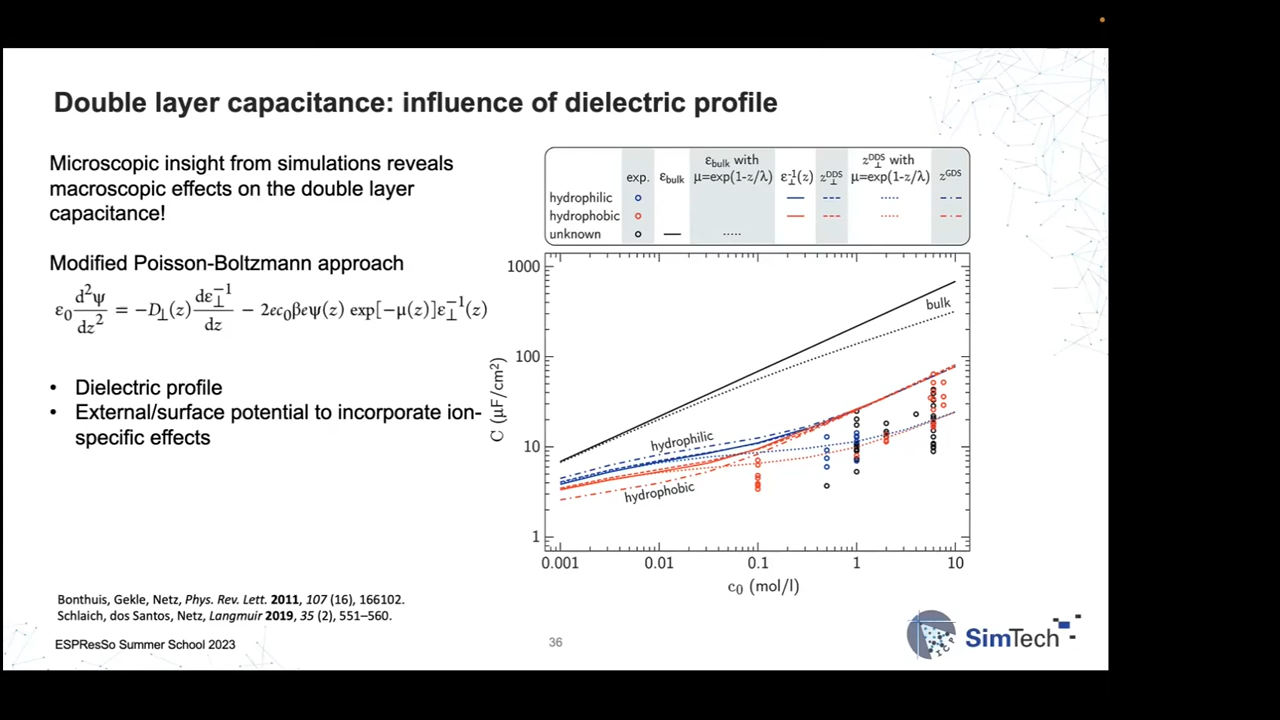 Double layer capacitance: influence of dielectric profile
Microscopic insight from simulations reveals
macroscopic effects on the double layer
capacitance!
Modified Poisson-Boltzmann approach
ε₀ d²ψ/dz² = −D⊥(z) dε⊥⁻¹/dz − 2ec₀βeψ(z) exp[−μ(z)]ε⊥⁻¹(z)
• Dielectric profile
• External/surface potential to incorporate ion-
specific effects
exp. εbulk εbulk with μ=exp(1-z/λ) ε⊥⁻¹(z) z⊥ᴰᴰˢ z⊥ᴰᴰˢ with μ=exp(1-z/λ) zᴳᴰˢ
hydrophilic
hydrophobic
unknown
C (μF/cm²)
1000
100
10
1
bulk
hydrophilic
hydrophobic
0.001 0.01 0.1 1 10
c₀ (mol/l)
Bonthuis, Gekle, Netz, Phys. Rev. Lett. 2011, 107 (16), 166102.
Schlaich, dos Santos, Netz, Langmuir 2019, 35 (2), 551–560.
ESPResSo Summer School 2023
36
ICP
SimTech